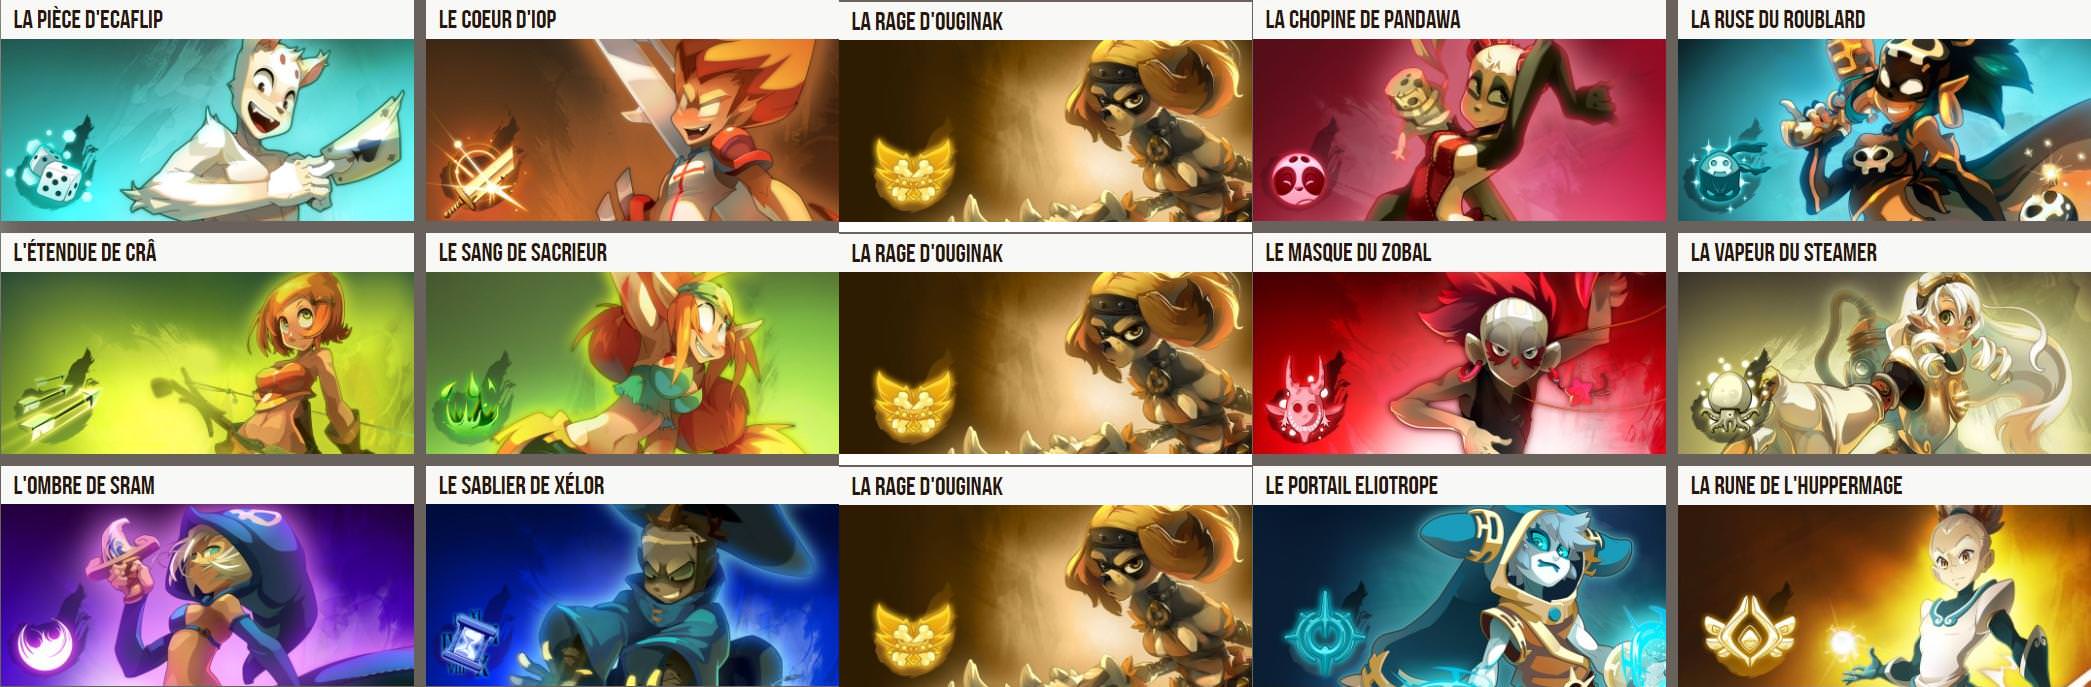 LA PIÈCE D'ECAFLIP
LE COEUR D'IOP
LA RAGE D'OUGINAK
LA CHOPINE DE PANDAWA
LA RUSE DU ROUBLARD
L'ÉTENDUE DE CRÂ
LE SANG DE SACRIEUR
LA RAGE D'OUGINAK
LE MASQUE DU ZOBAL
LA VAPEUR DU STEAMER
L'OMBRE DE SRAM
LE SABLIER DE XÉLOR
LA RAGE D'OUGINAK
LE PORTAIL ELIOTROPE
LA RUNE DE L'HUPPERMAGE